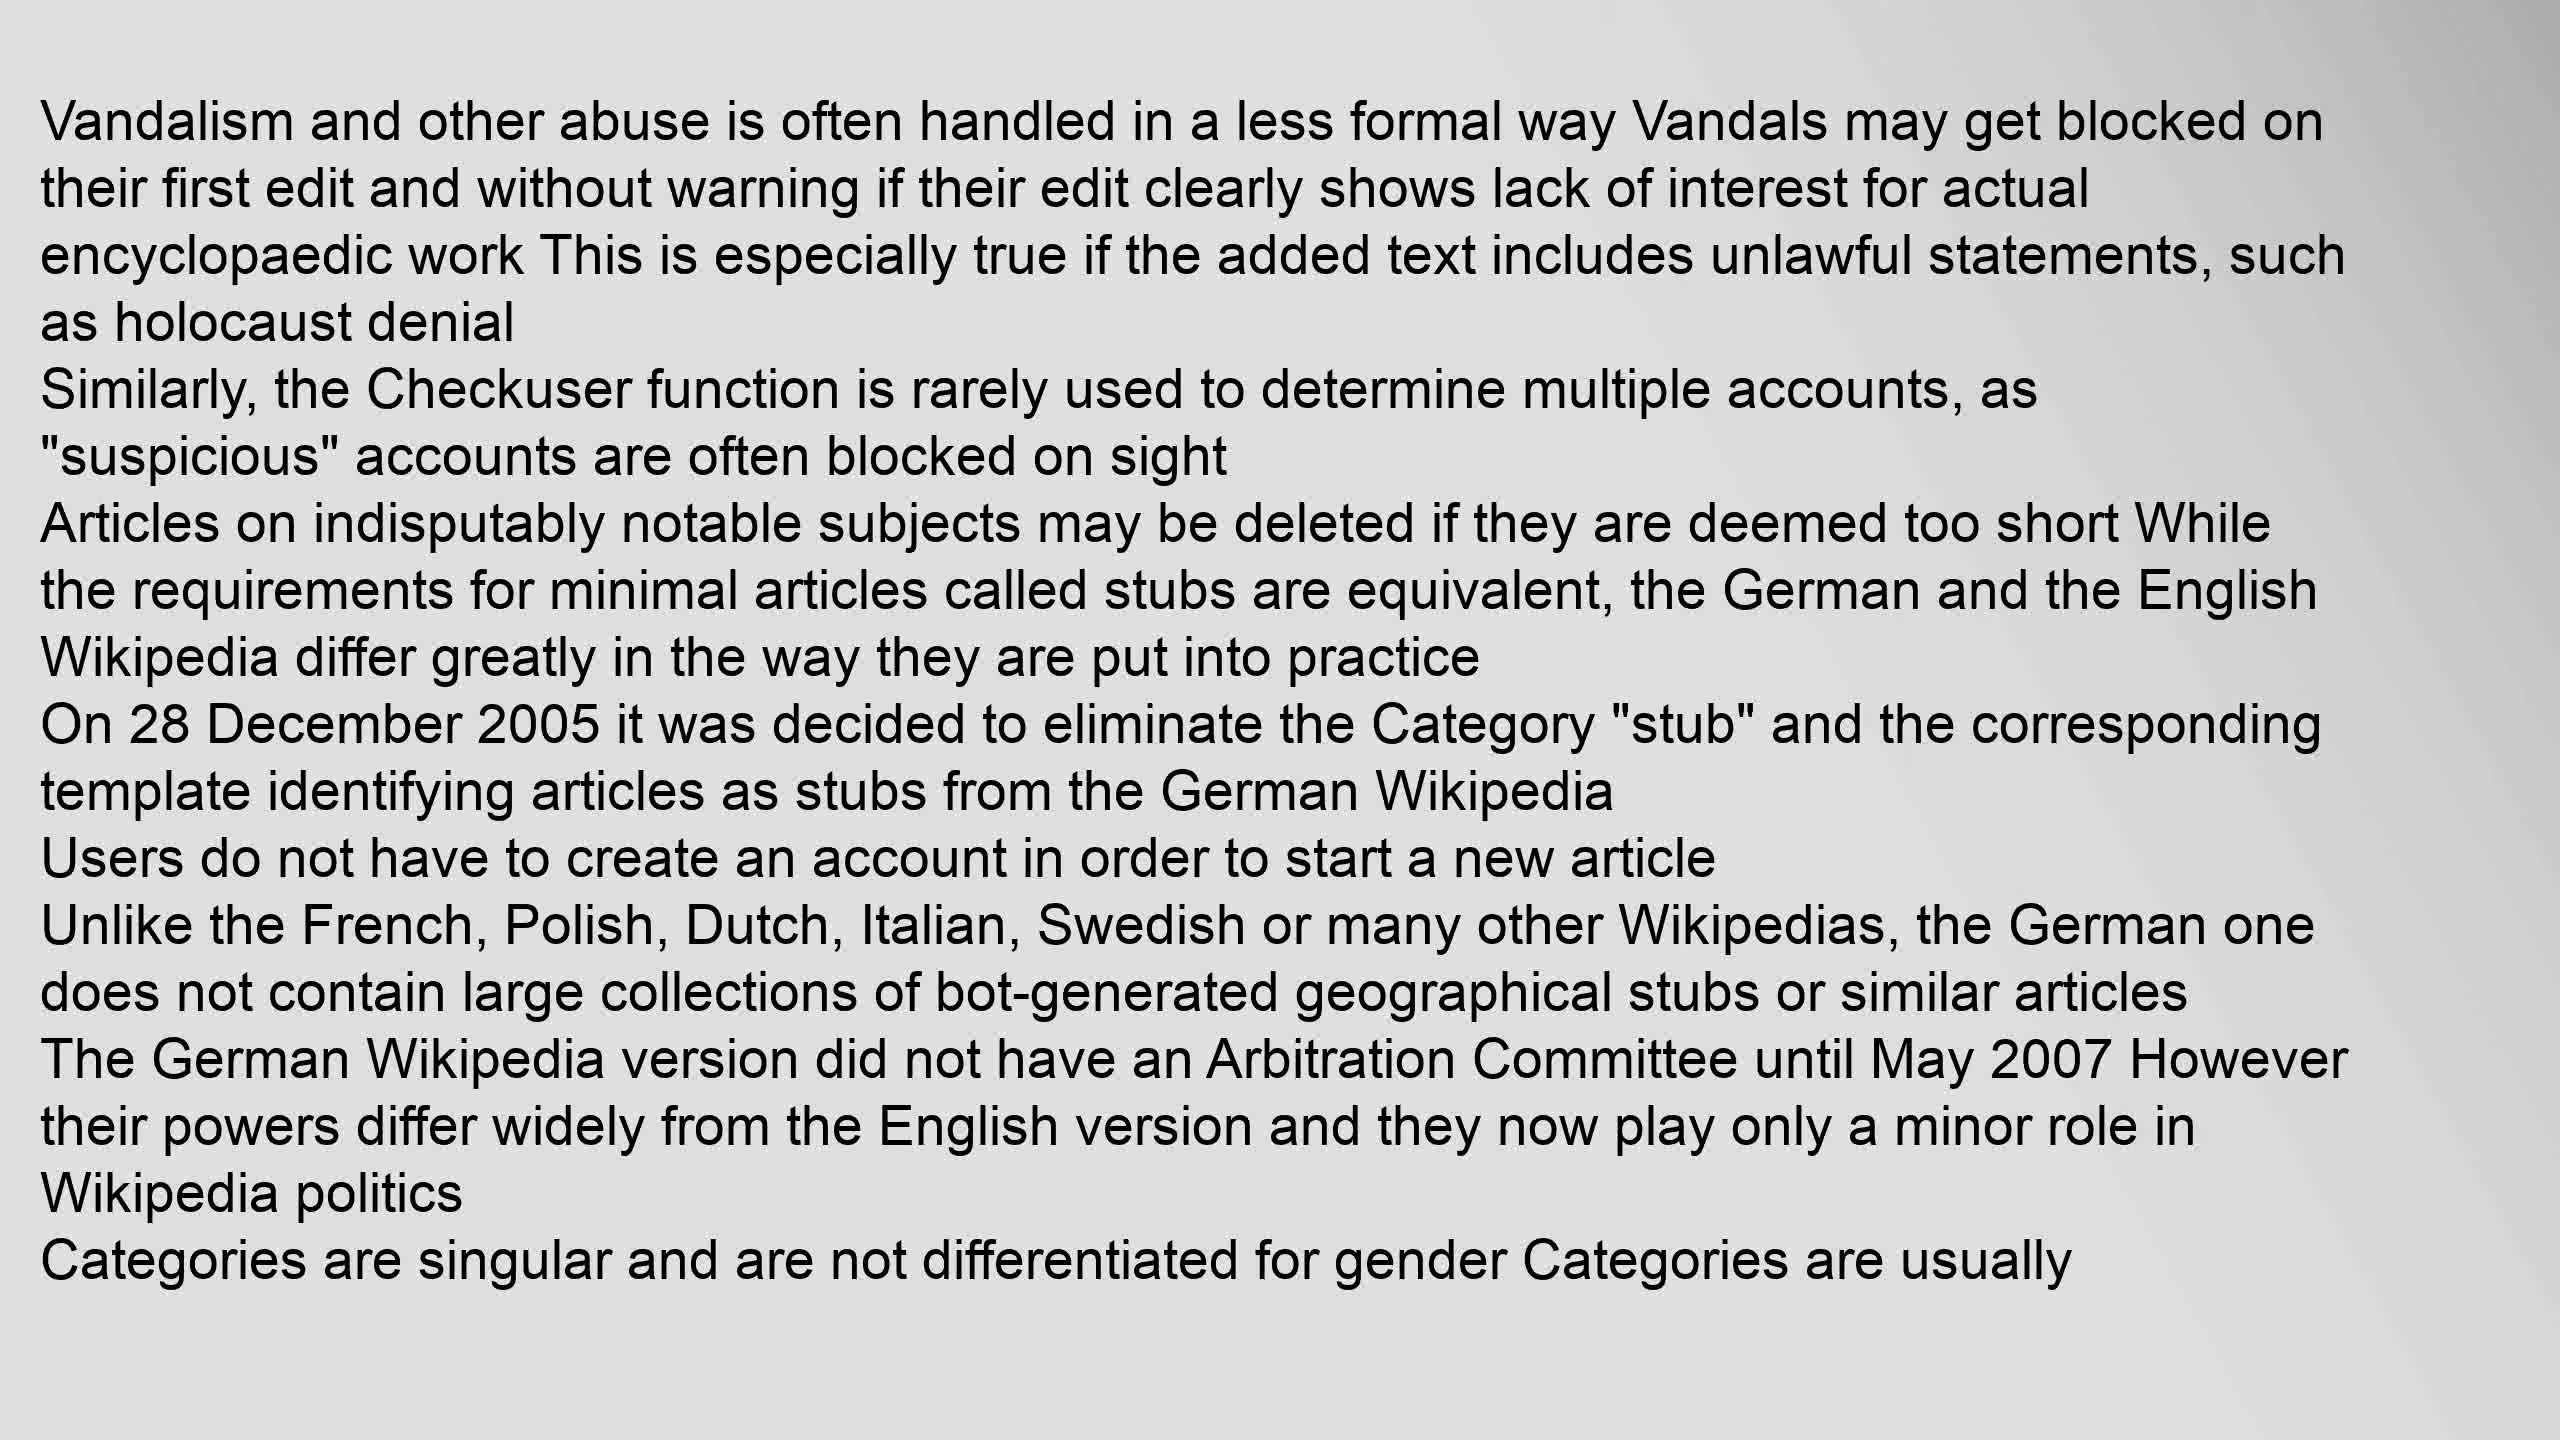 Vandalism and other abuse is often handled in a less formal way Vandals may get blocked on
their first edit and without warning if their edit clearly shows lack of interest for actual
encyclopaedic work This is especially true if the added text includes unlawful statements, such
as holocaust denial
Similarly, the Checkuser function is rarely used to determine multiple accounts, as
"suspicious" accounts are often blocked on sight
Articles on indisputably notable subjects may be deleted if they are deemed too short While
the requirements for minimal articles called stubs are equivalent, the German and the English
Wikipedia differ greatly in the way they are put into practice
On 28 December 2005 it was decided to eliminate the Category "stub" and the corresponding
template identifying articles as stubs from the German Wikipedia
Users do not have to create an account in order to start a new article
Unlike the French, Polish, Dutch, Italian, Swedish or many other Wikipedias, the German one
does not contain large collections of bot-generated geographical stubs or similar articles
The German Wikipedia version did not have an Arbitration Committee until May 2007 However
their powers differ widely from the English version and they now play only a minor role in
Wikipedia politics
Categories are singular and are not differentiated for gender Categories are usually